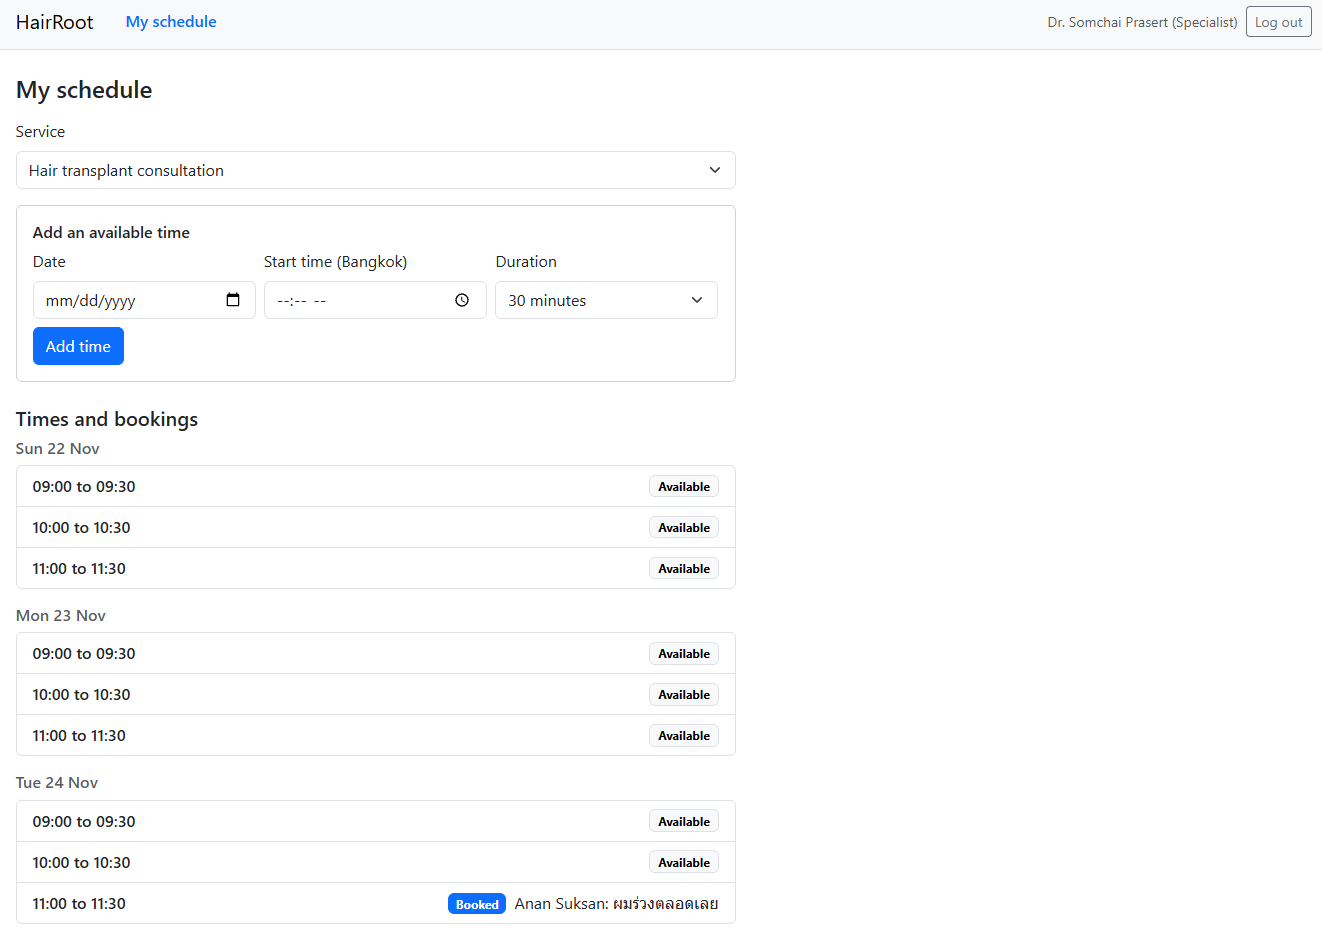 HairRoot My schedule Dr. Somchai Prasert (Specialist) Log out
My schedule
Service
Hair transplant consultation
Add an available time
Date Start time (Bangkok) Duration
mm/dd/yyyy --:-- -- 30 minutes
Add time
Times and bookings
Sun 22 Nov
09:00 to 09:30 Available
10:00 to 10:30 Available
11:00 to 11:30 Available
Mon 23 Nov
09:00 to 09:30 Available
10:00 to 10:30 Available
11:00 to 11:30 Available
Tue 24 Nov
09:00 to 09:30 Available
10:00 to 10:30 Available
11:00 to 11:30 Booked Anan Suksan: ผมร่วงตลอดเลย